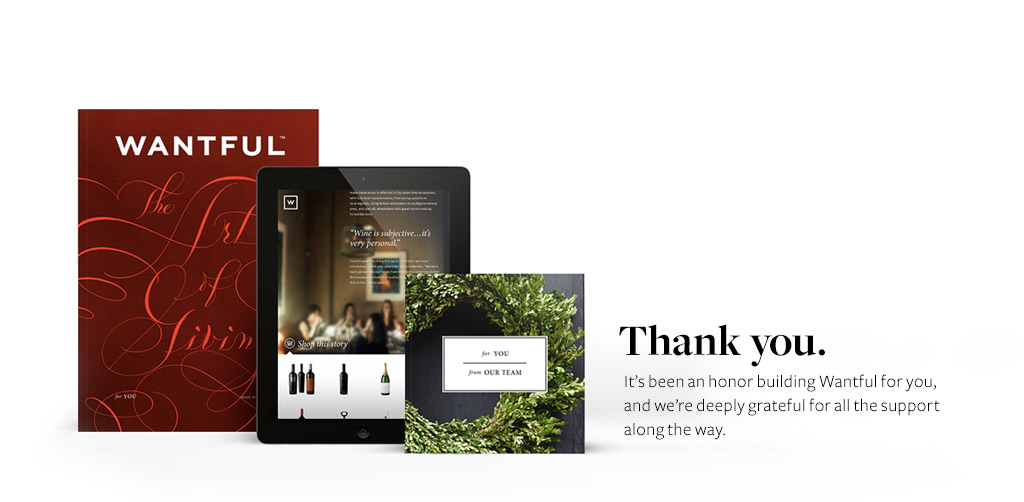 WANTFUL™
The Art
of
Givin
for YOU
W
"Wine is subjective…it's
very personal."
W Shop this story
for YOU
from OUR TEAM
Thank you.
It's been an honor building Wantful for you,
and we're deeply grateful for all the support
along the way.